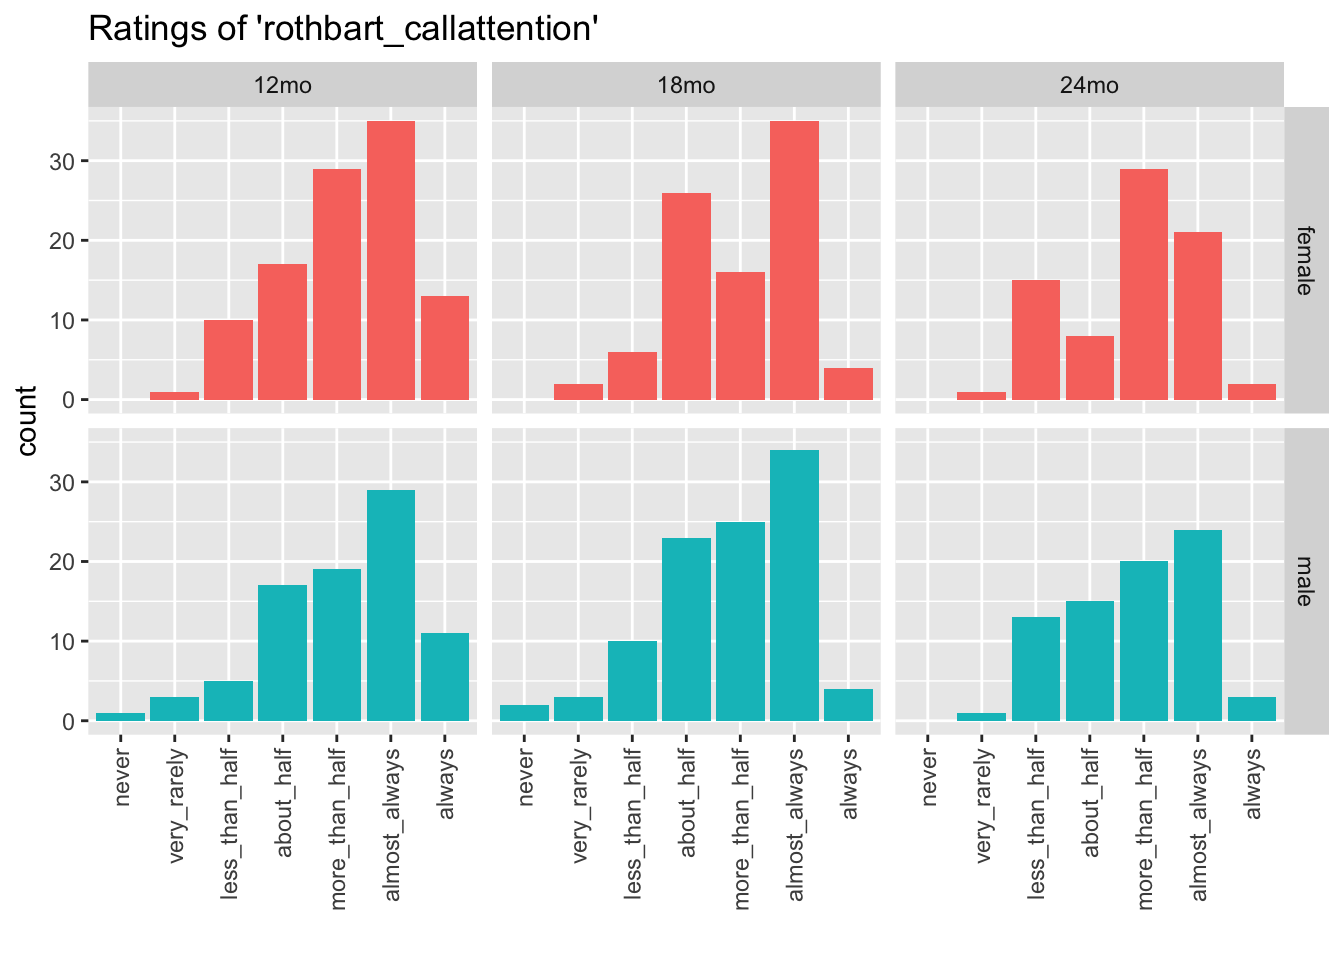 Ratings of 'rothbart_callattention'
12mo 18mo 24mo
30
20
10
0
female
count
30
20
10
0
male
never very_rarely less_than_half about_half more_than_half almost_always always never very_rarely less_than_half about_half more_than_half almost_always always never very_rarely less_than_half about_half more_than_half almost_always always